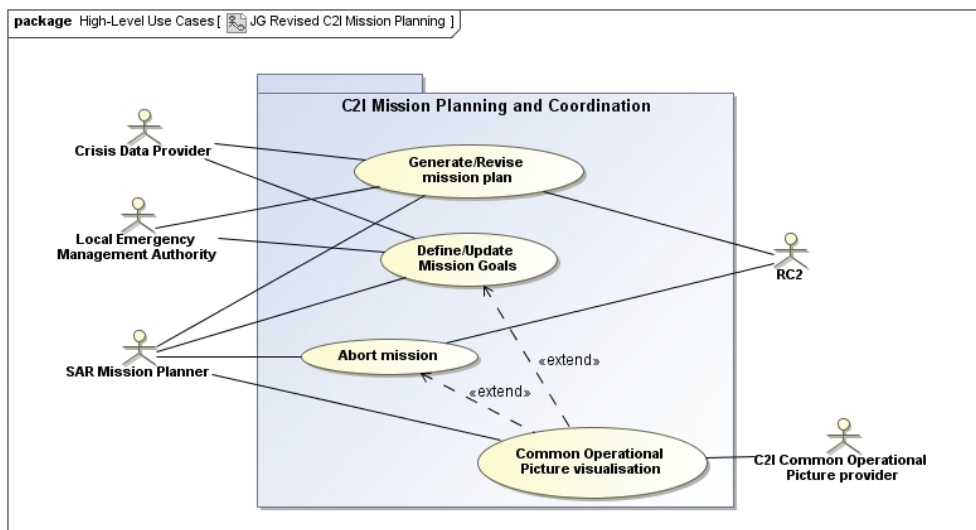 package High-Level Use Cases [ JG Revised C2I Mission Planning ]
C2I Mission Planning and Coordination
Crisis Data Provider
Generate/Revise
mission plan
Local Emergency
Management Authority
Define/Update
Mission Goals
RC2
Abort mission
SAR Mission Planner
«extend»
«extend»
Common Operational
Picture visualisation
C2I Common Operational
Picture provider